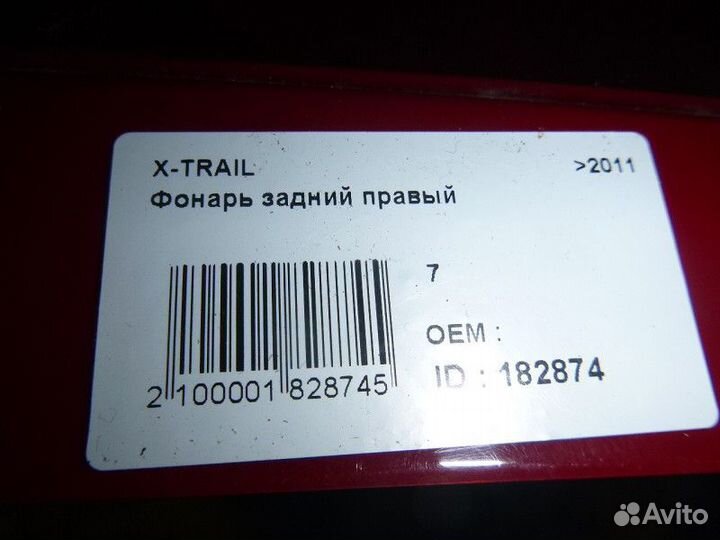 X-TRAIL >2011
Фонарь задний правый
7
OEM :
ID : 182874
2 100001 828745
Avito